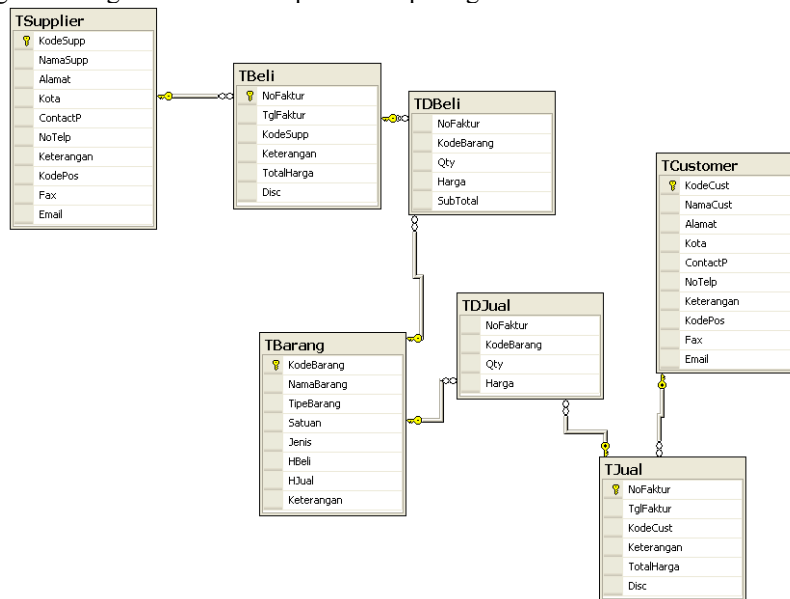 TSupplier
KodeSupp
NamaSupp
Alamat
Kota
ContactP
NoTelp
Keterangan
KodePos
Fax
Email
TBeli
NoFaktur
TglFaktur
KodeSupp
Keterangan
TotalHarga
Disc
TDBeli
NoFaktur
KodeBarang
Qty
Harga
SubTotal
TCustomer
KodeCust
NamaCust
Alamat
Kota
ContactP
NoTelp
Keterangan
KodePos
Fax
Email
TDJual
NoFaktur
KodeBarang
Qty
Harga
TBarang
KodeBarang
NamaBarang
TipeBarang
Satuan
Jenis
HBeli
HJual
Keterangan
TJual
NoFaktur
TglFaktur
KodeCust
Keterangan
TotalHarga
Disc